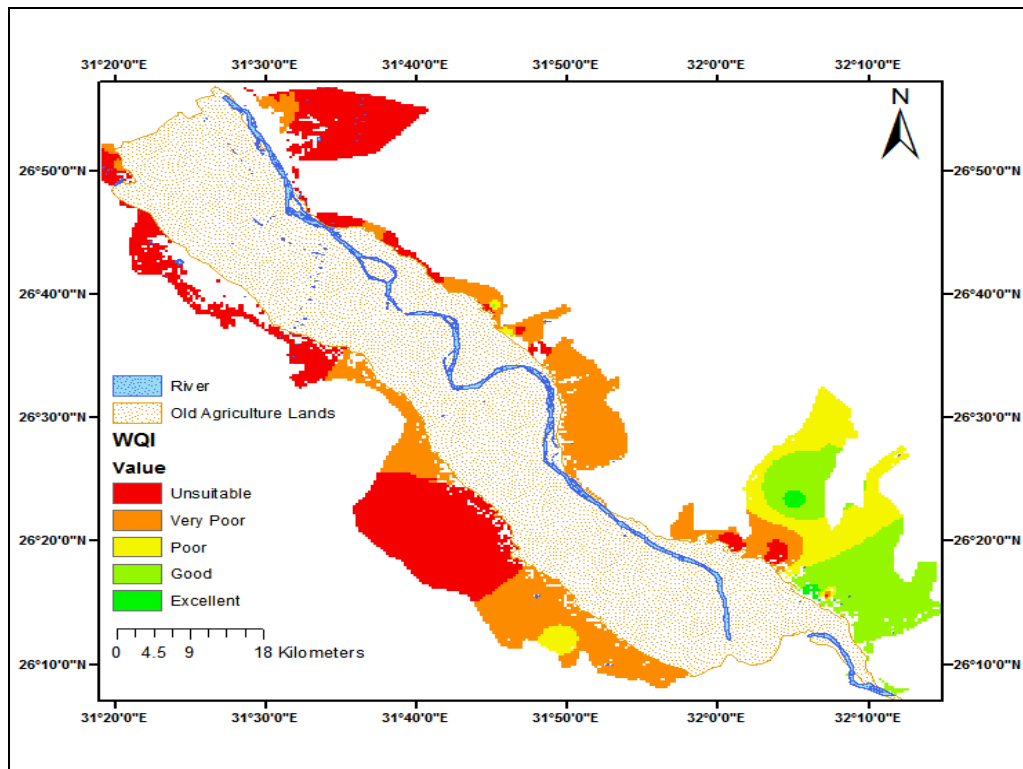 31°20'0"E 31°30'0"E 31°40'0"E 31°50'0"E 32°0'0"E 32°10'0"E
N
26°50'0"N 26°50'0"N
26°40'0"N 26°40'0"N
River
Old Agriculture Lands
26°30'0"N 26°30'0"N
WQI
Value
Unsuitable
Very Poor
26°20'0"N 26°20'0"N
Poor
Good
Excellent
0 4.5 9 18 Kilometers
26°10'0"N 26°10'0"N
31°20'0"E 31°30'0"E 31°40'0"E 31°50'0"E 32°0'0"E 32°10'0"E